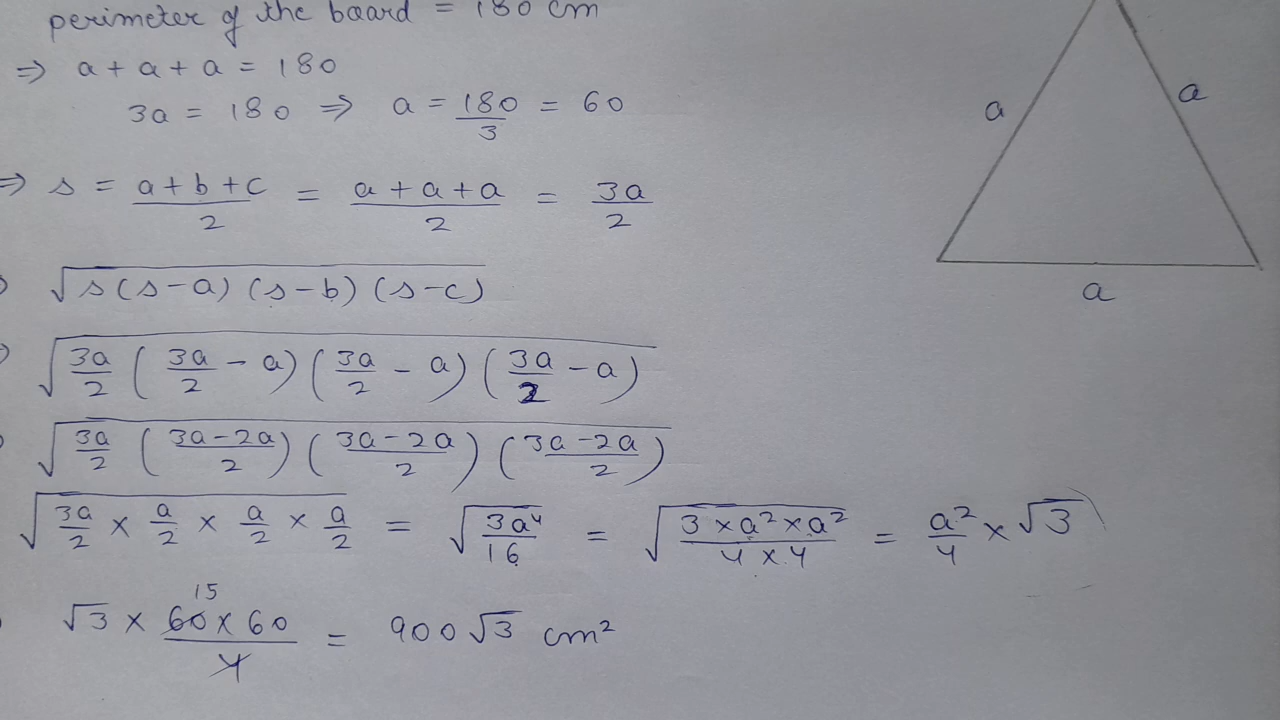 perimeter of the board = 180 cm
⇒ a + a + a = 180
3a = 180 ⇒ a = 180/3 = 60
⇒ s = (a+b+c)/2 = (a+a+a)/2 = 3a/2
√(s(s-a)(s-b)(s-c))
√(3a/2 (3a/2 - a)(3a/2 - a)(3a/2 - a))
√(3a/2 ((3a-2a)/2)((3a-2a)/2)((3a-2a)/2))
√(3a/2 × a/2 × a/2 × a/2) = √(3a⁴/16) = √((3×a²×a²)/(4×4)) = a²/4 × √3
15
√3 × (60×60)/4 = 900√3 cm²
a
a
a